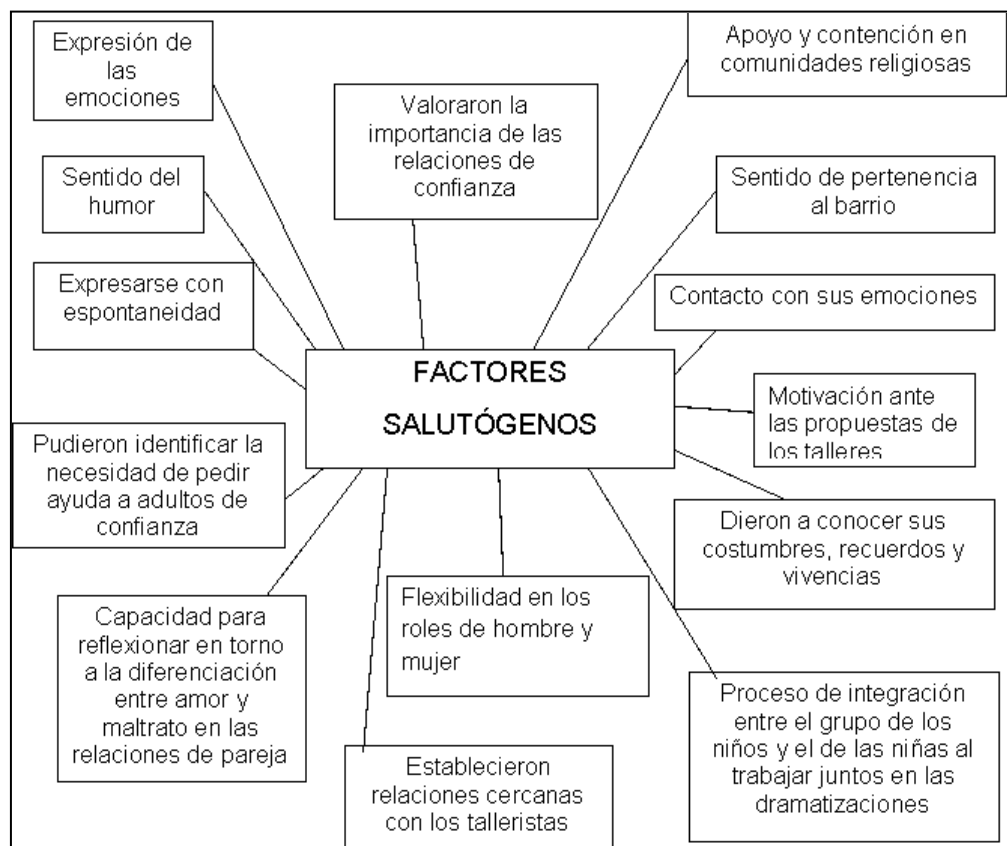 Expresión de
las
emociones
Valoraron la
importancia de las
relaciones de
confianza
Apoyo y contención en
comunidades religiosas
Sentido del
humor
Sentido de pertenencia
al barrio
Expresarse con
espontaneidad
Contacto con sus emociones
FACTORES
SALUTÓGENOS
Motivación ante
las propuestas de
los talleres
Pudieron identificar la
necesidad de pedir
ayuda a adultos de
confianza
Dieron a conocer sus
costumbres, recuerdos y
vivencias
Capacidad para
reflexionar en torno
a la diferenciación
entre amor y
maltrato en las
relaciones de pareja
Flexibilidad en los
roles de hombre y
mujer
Proceso de integración
entre el grupo de los
niños y el de las niñas al
trabajar juntos en las
dramatizaciones
Establecieron
relaciones cercanas
con los talleristas